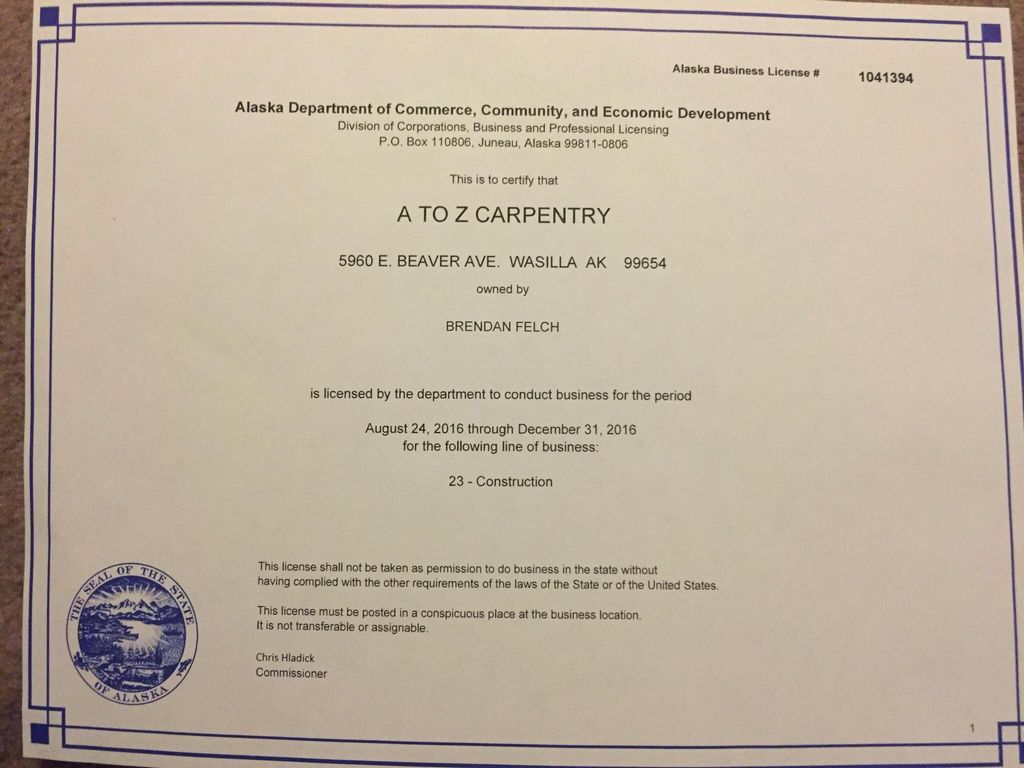 Alaska Business License # 1041394
Alaska Department of Commerce, Community, and Economic Development
Division of Corporations, Business and Professional Licensing
P.O. Box 110806, Juneau, Alaska 99811-0806
This is to certify that
A TO Z CARPENTRY
5960 E. BEAVER AVE. WASILLA AK 99654
owned by
BRENDAN FELCH
is licensed by the department to conduct business for the period
August 24, 2016 through December 31, 2016
for the following line of business:
23 - Construction
This license shall not be taken as permission to do business in the state without
having complied with the other requirements of the laws of the State or of the United States.
This license must be posted in a conspicuous place at the business location.
It is not transferable or assignable.
Chris Hladick
Commissioner
THE SEAL OF THE STATE
OF ALASKA
1